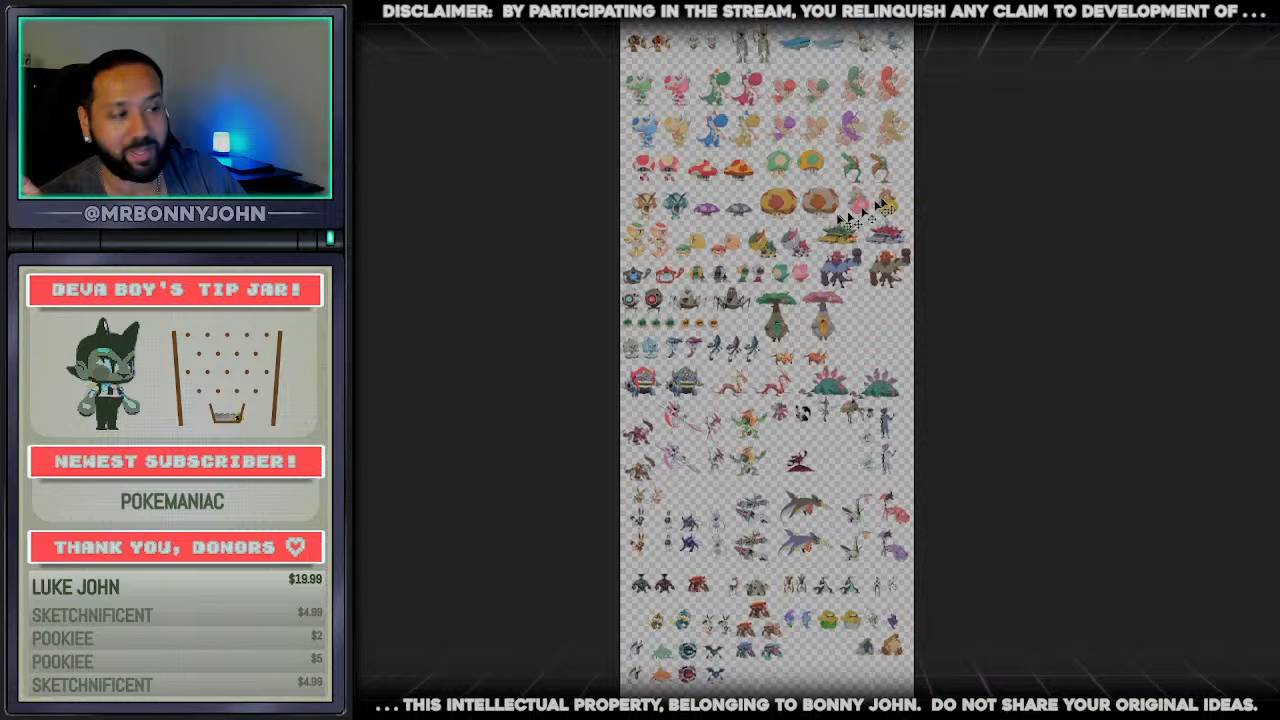 DISCLAIMER: BY PARTICIPATING IN THE STREAM, YOU RELINQUISH ANY CLAIM TO DEVELOPMENT OF . . .
@MRBONNYJOHN
DEVA BOY'S TIP JAR!
NEWEST SUBSCRIBER!
POKEMANIAC
THANK YOU, DONORS
LUKE JOHN $19.99
SKETCHNIFICENT $4.99
POOKIEE $2
POOKIEE $5
SKETCHNIFICENT $4.99
. . . THIS INTELLECTUAL PROPERTY, BELONGING TO BONNY JOHN. DO NOT SHARE YOUR ORIGINAL IDEAS.